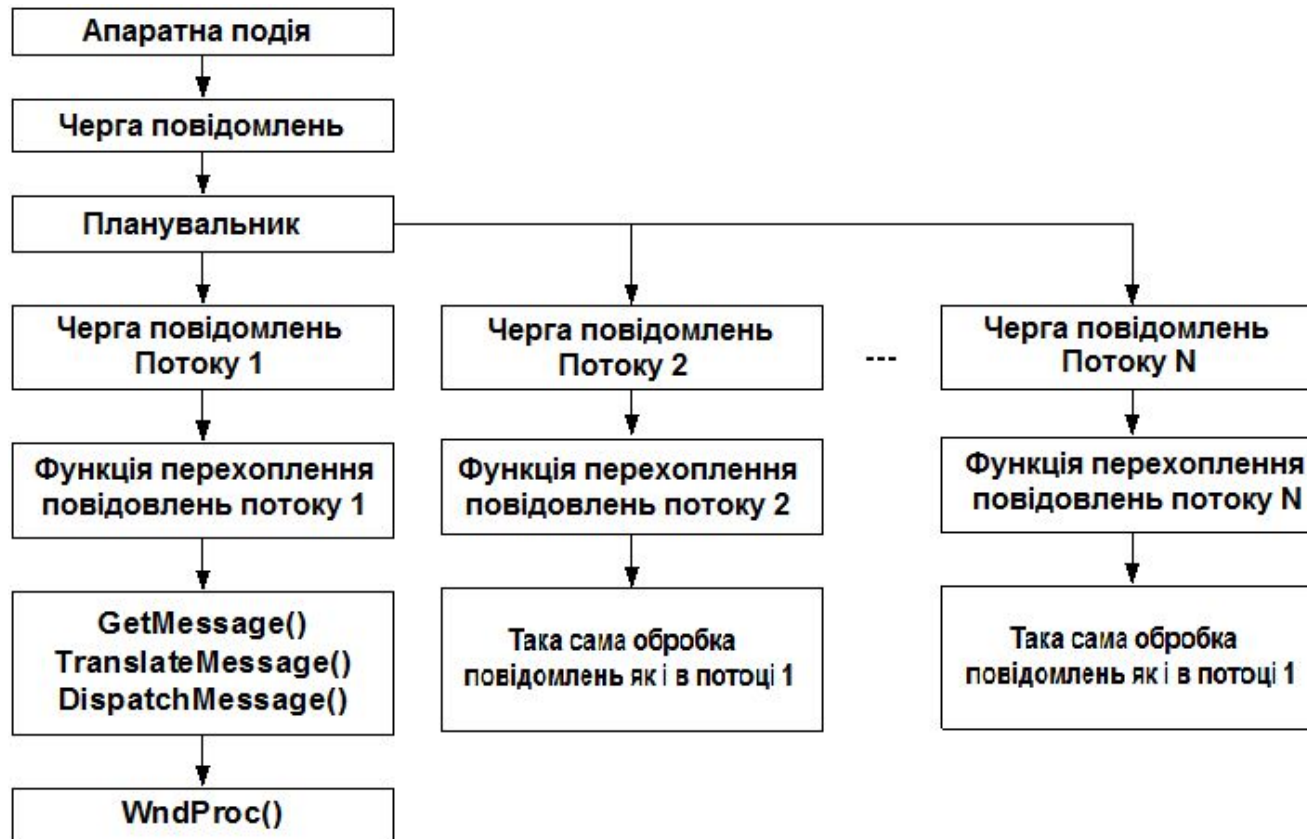 Апаратна подія
Черга повідомлень
Планувальник
Черга повідомлень
Потоку 1
Черга повідомлень
Потоку 2
---
Черга повідомлень
Потоку N
Функція перехоплення
повідовлень потоку 1
Функція перехоплення
повідовлень потоку 2
Функція перехоплення
повідовлень потоку N
GetMessage()
TranslateMessage()
DispatchMessage()
Така сама обробка
повідомлень як і в потоці 1
Така сама обробка
повідомлень як і в потоці 1
WndProc()